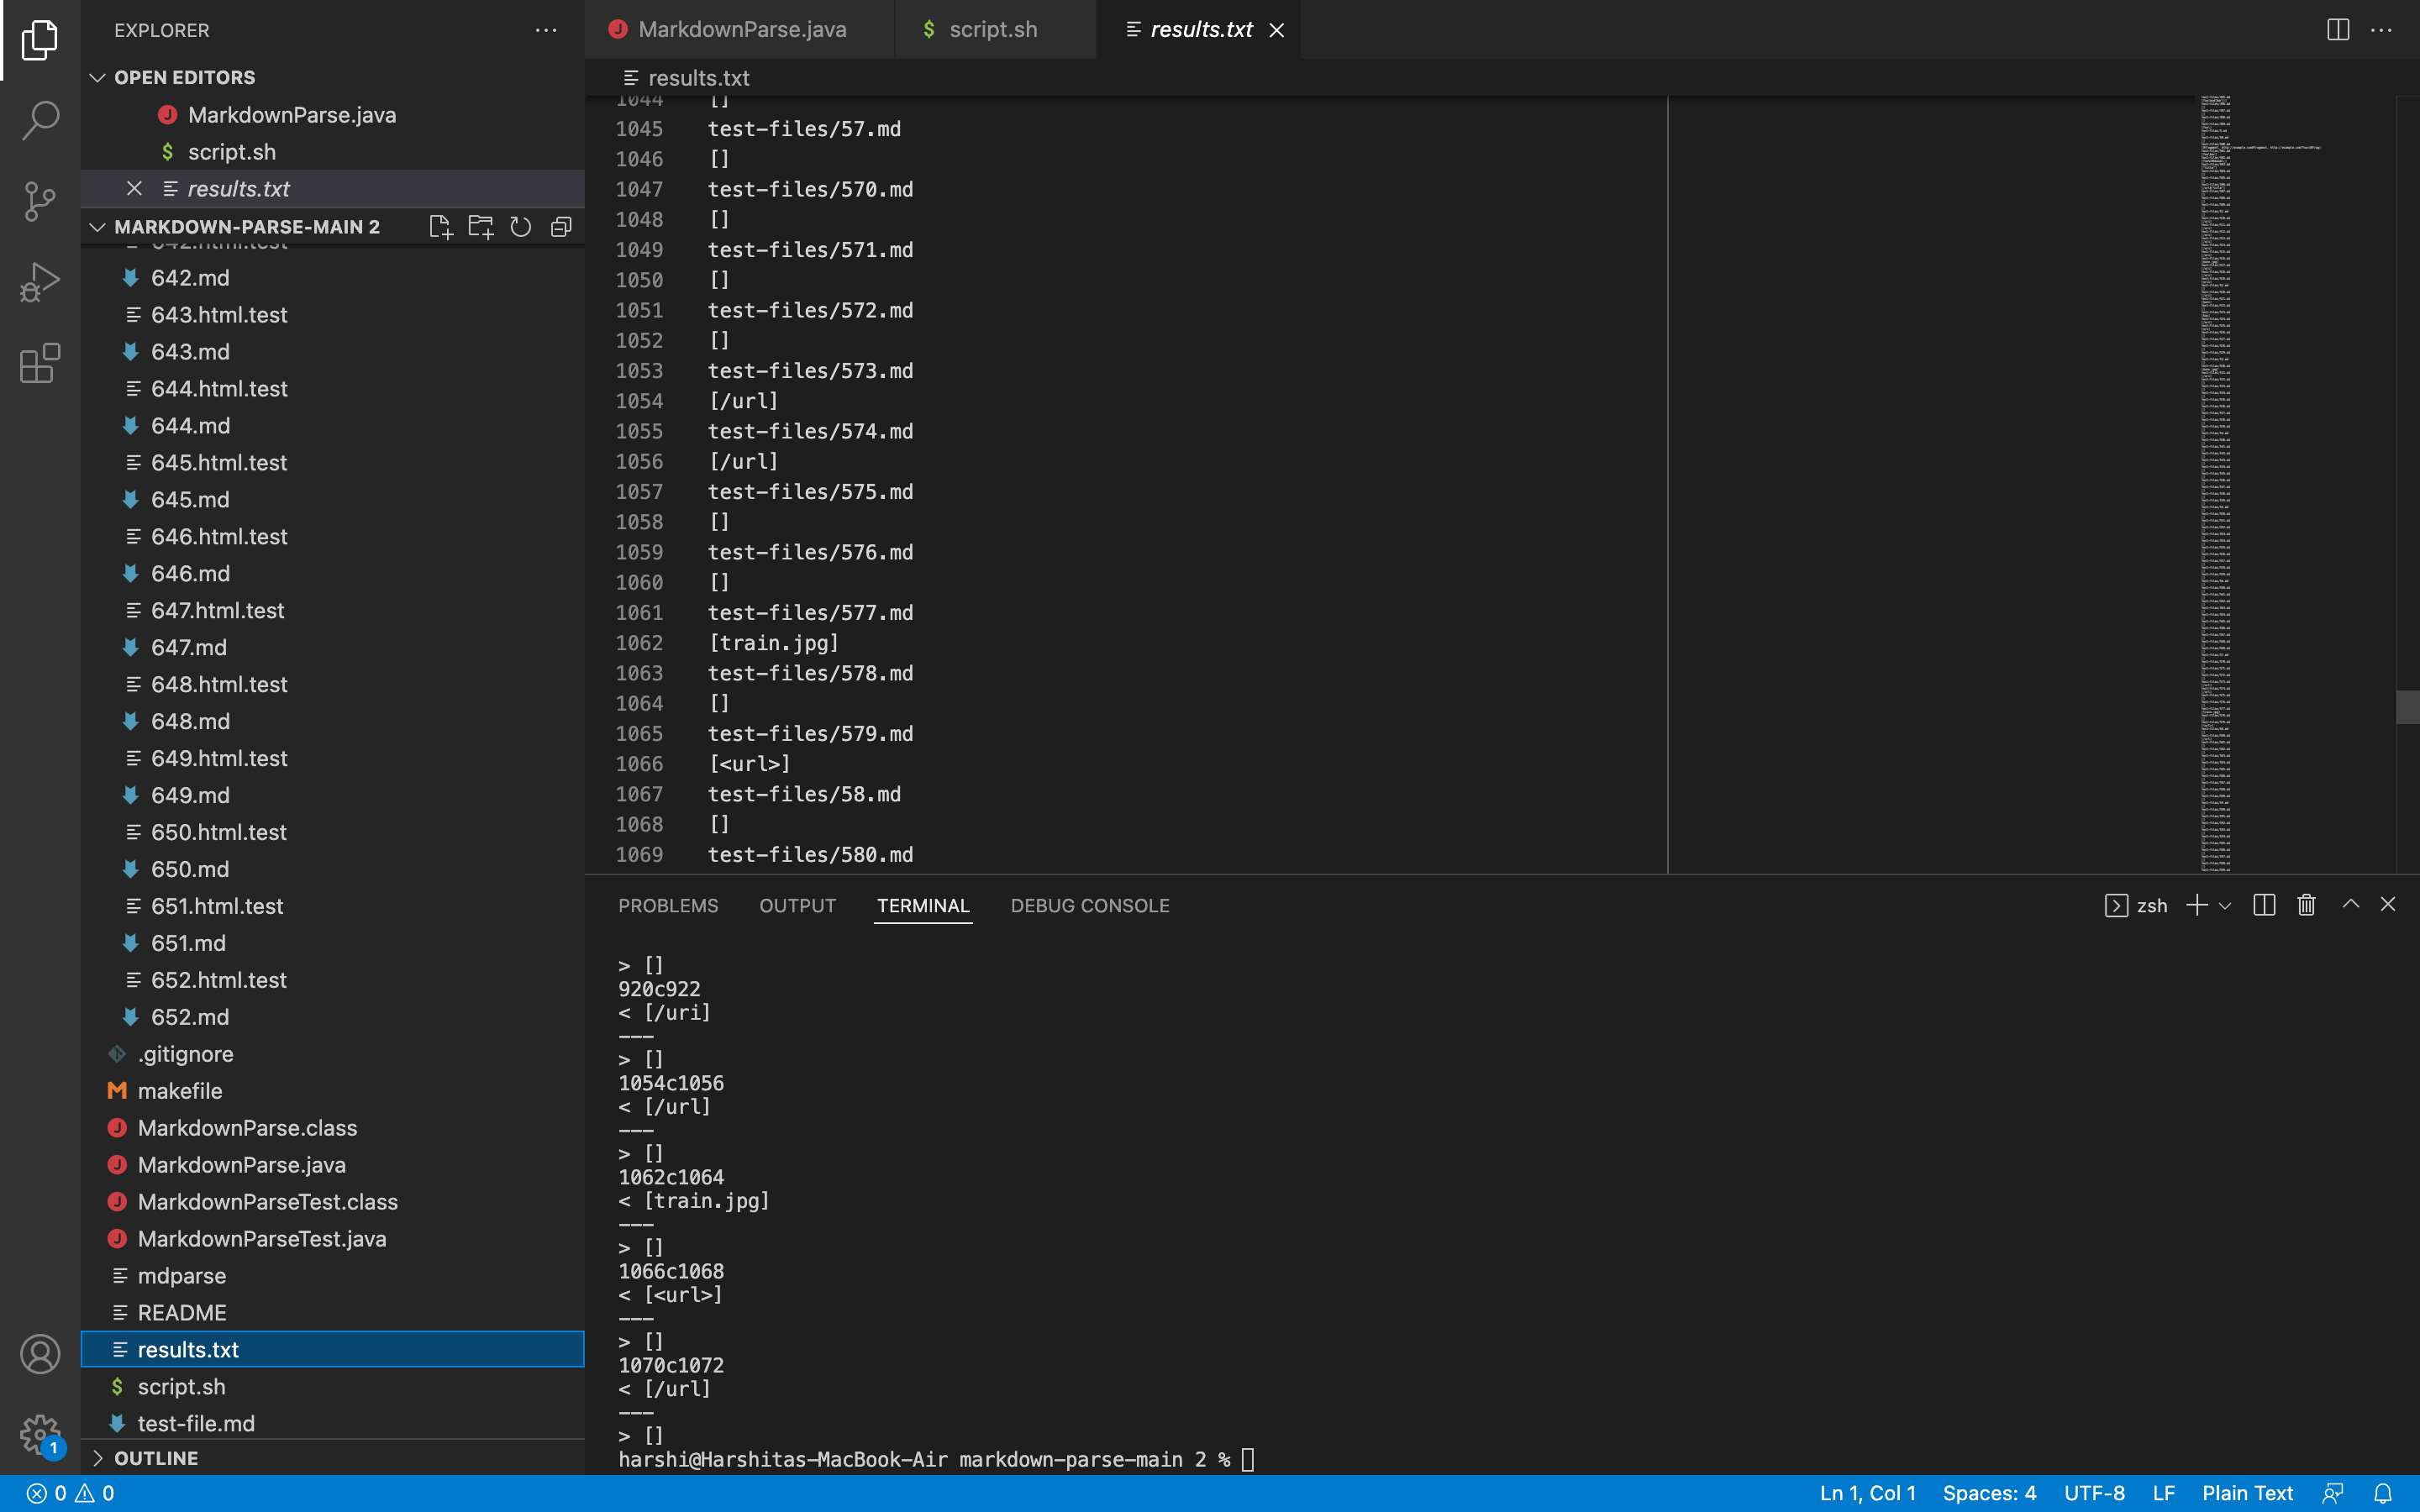 EXPLORER
OPEN EDITORS
MarkdownParse.java
$ script.sh
results.txt
MARKDOWN-PARSE-MAIN 2
642.html.test
642.md
643.html.test
643.md
644.html.test
644.md
645.html.test
645.md
646.html.test
646.md
647.html.test
647.md
648.html.test
648.md
649.html.test
649.md
650.html.test
650.md
651.html.test
651.md
652.html.test
652.md
.gitignore
makefile
MarkdownParse.class
MarkdownParse.java
MarkdownParseTest.class
MarkdownParseTest.java
mdparse
README
results.txt
$ script.sh
test-file.md
OUTLINE
MarkdownParse.java $ script.sh results.txt
results.txt
1044 []
1045 test-files/57.md
1046 []
1047 test-files/570.md
1048 []
1049 test-files/571.md
1050 []
1051 test-files/572.md
1052 []
1053 test-files/573.md
1054 [/url]
1055 test-files/574.md
1056 [/url]
1057 test-files/575.md
1058 []
1059 test-files/576.md
1060 []
1061 test-files/577.md
1062 [train.jpg]
1063 test-files/578.md
1064 []
1065 test-files/579.md
1066 [<url>]
1067 test-files/58.md
1068 []
1069 test-files/580.md
PROBLEMS OUTPUT TERMINAL DEBUG CONSOLE zsh
> []
920c922
< [/uri]
---
> []
1054c1056
< [/url]
---
> []
1062c1064
< [train.jpg]
---
> []
1066c1068
< [<url>]
---
> []
1070c1072
< [/url]
---
> []
harshi@Harshitas-MacBook-Air markdown-parse-main 2 %
1
0 0 Ln 1, Col 1 Spaces: 4 UTF-8 LF Plain Text